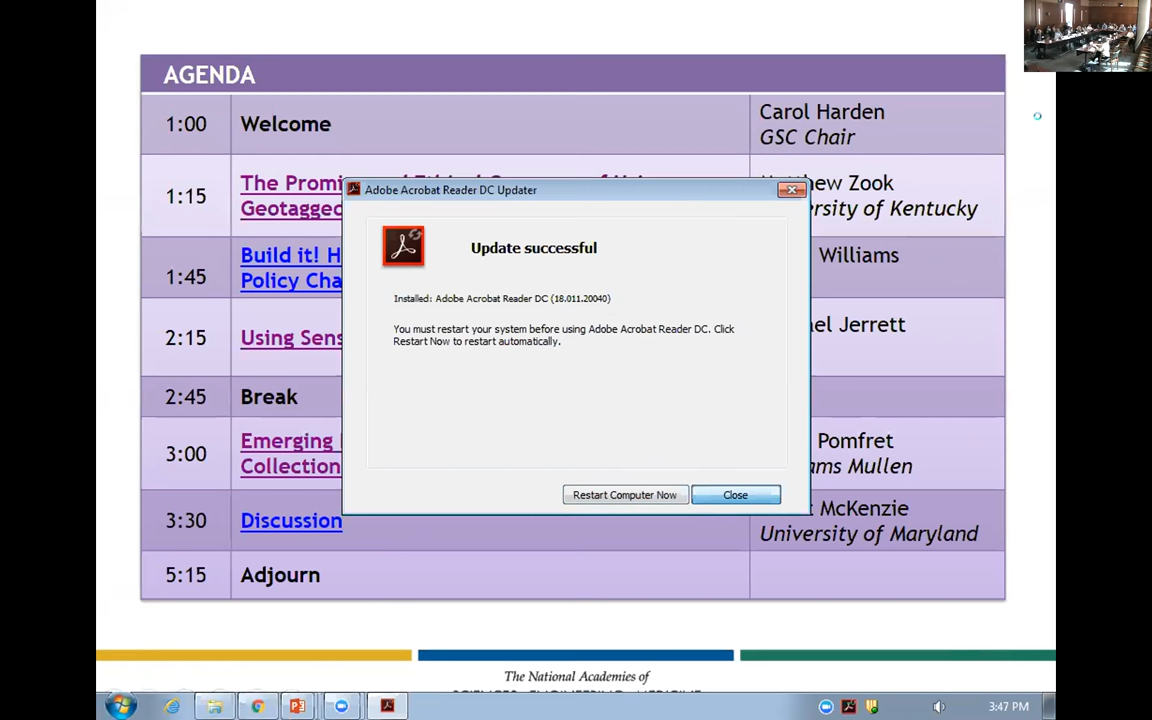 AGENDA
1:00 Welcome Carol Harden
GSC Chair
1:15 The Promi Zook
Geotagged University of Kentucky
1:45 Build it! H Williams
Policy Cha
2:15 Using Sens Jerrett
2:45 Break
3:00 Emerging Pomfret
Collection Mullen
3:30 Discussion McKenzie
University of Maryland
5:15 Adjourn
Adobe Acrobat Reader DC Updater
Update successful
Installed: Adobe Acrobat Reader DC (18.011.20040)
You must restart your system before using Adobe Acrobat Reader DC. Click
Restart Now to restart automatically.
Restart Computer Now Close
The National Academies of
3:47 PM